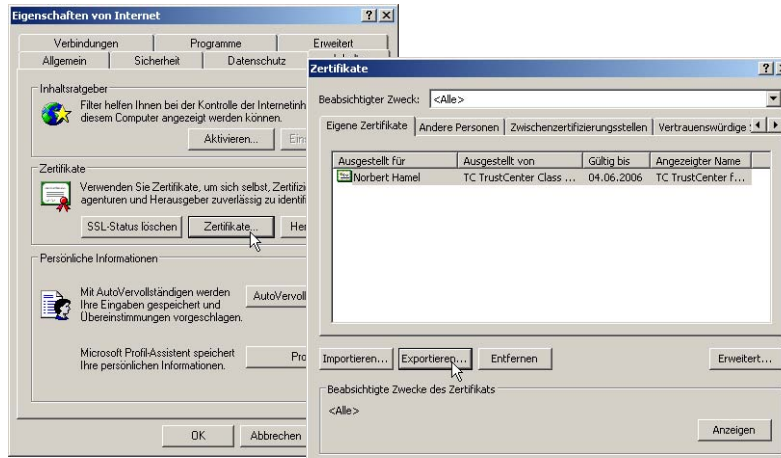 Eigenschaften von Internet
Verbindungen
Programme
Erweitert
Allgemein
Sicherheit
Datenschutz
Inhaltsratgeber
Filter helfen Ihnen bei der Kontrolle der Internetinh
diesem Computer angezeigt werden können.
Aktivieren...
Zertifikate
Verwenden Sie Zertifikate, um sich selbst, Zertifizi
agenturen und Herausgeber zuverlässig zu identifi
SSL-Status löschen
Zertifikate...
Her
Persönliche Informationen
Mit AutoVervollständigen werden
Ihre Eingaben gespeichert und
Übereinstimmungen vorgeschlagen.
AutoVervoll
Microsoft Profil-Assistent speichert
Ihre persönlichen Informationen.
Pro
OK
Abbrechen
Zertifikate
Beabsichtigter Zweck:
<Alle>
Eigene Zertifikate
Andere Personen
Zwischenzertifizierungsstellen
Vertrauenswürdige
Ausgestellt für
Ausgestellt von
Gültig bis
Angezeigter Name
Norbert Hamel
TC TrustCenter Class ...
04.06.2006
TC TrustCenter f...
Importieren...
Exportieren...
Entfernen
Erweitert...
Beabsichtigte Zwecke des Zertifikats
<Alle>
Anzeigen